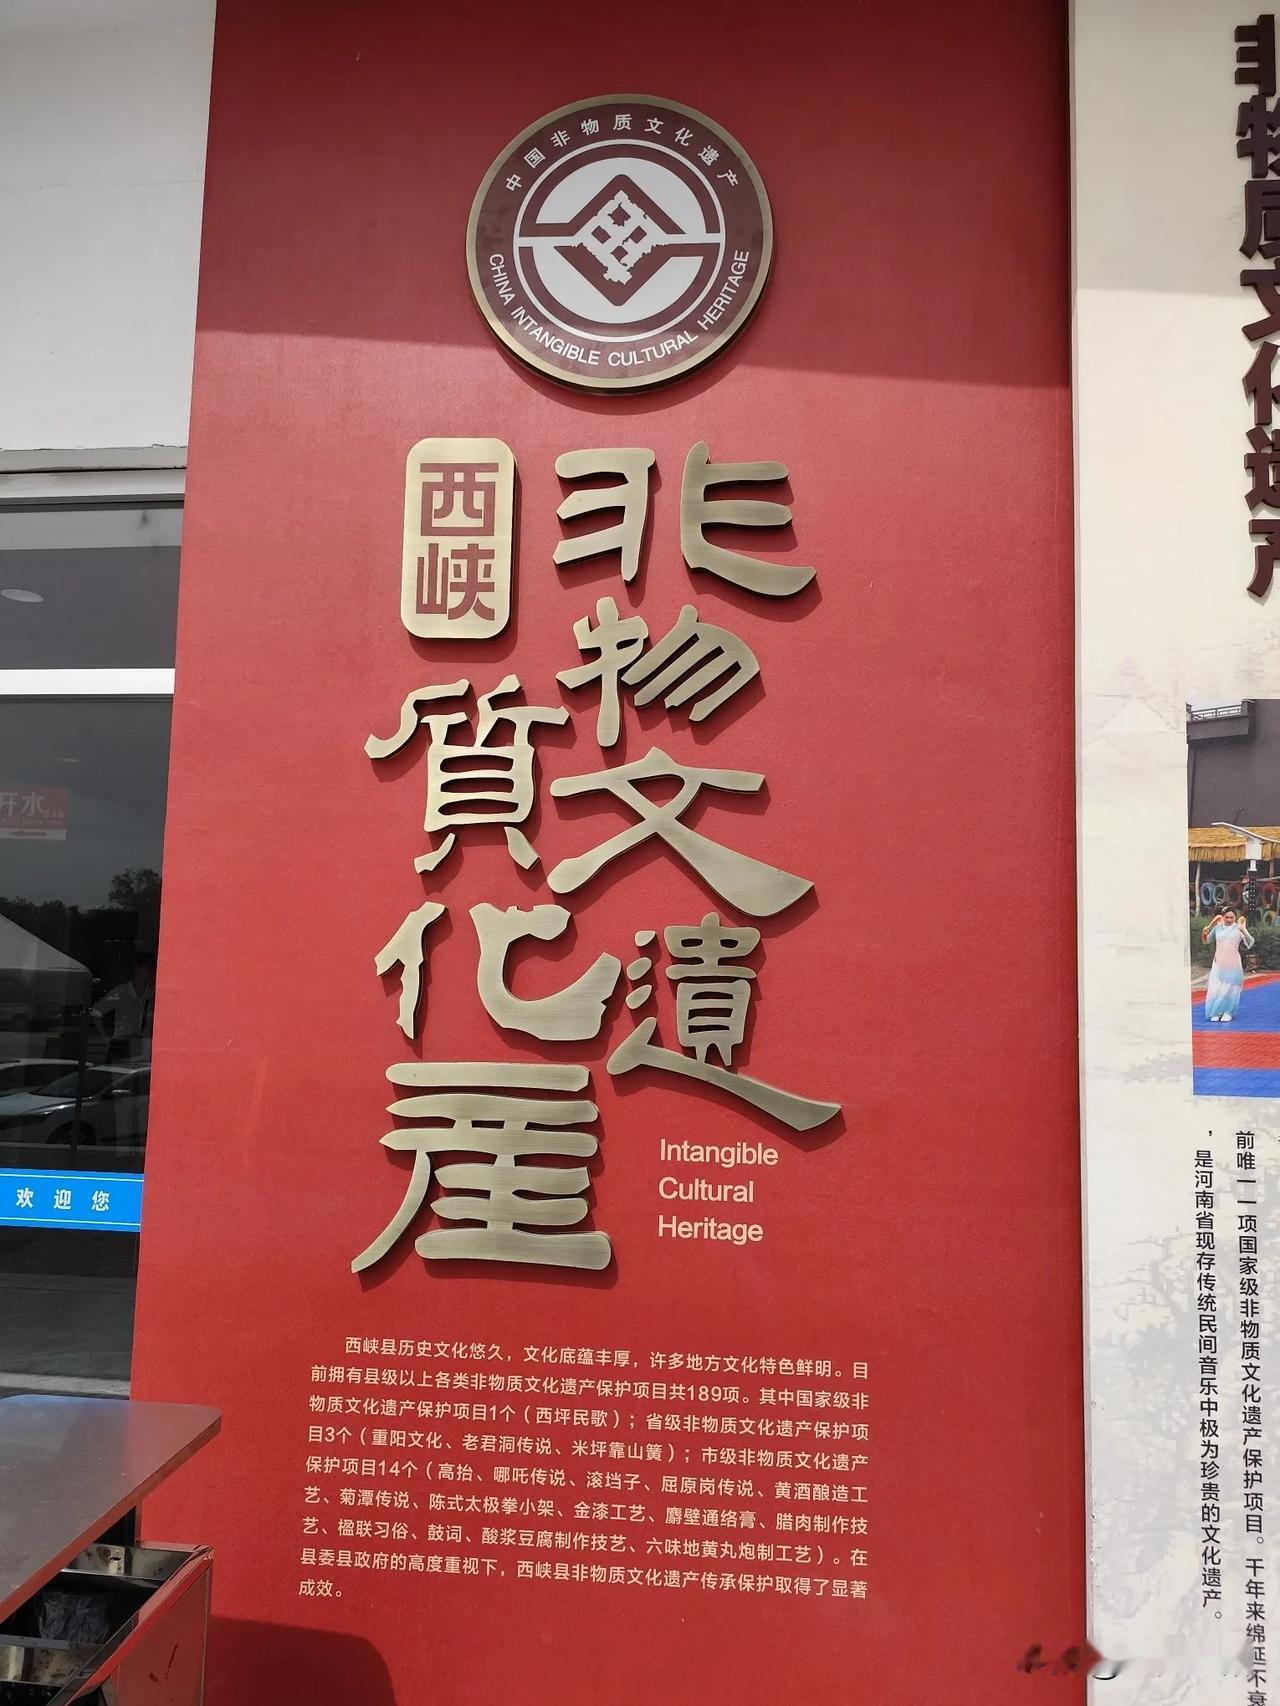 中国非物质文化遗产
CHINA INTANGIBLE CULTURAL HERITAGE
西峡
非物質文化遺産
Intangible
Cultural
Heritage
西峡县历史文化悠久，文化底蕴丰厚，许多地方文化特色鲜明。目
前拥有县级以上各类非物质文化遗产保护项目共189项。其中国家级非
物质文化遗产保护项目1个（西坪民歌）；省级非物质文化遗产保护项
目3个（重阳文化、老君洞传说、米坪靠山簧）；市级非物质文化遗产
保护项目14个（高抬、哪吒传说、滚垱子、屈原岗传说、黄酒酿造工
艺、菊潭传说、陈式太极拳小架、金漆工艺、麝壁通络膏、腊肉制作技
艺、楹联习俗、鼓词、酸浆豆腐制作技艺、六味地黄丸炮制工艺）。在
县委县政府的高度重视下，西峡县非物质文化遗产传承保护取得了显著
成效。
非物质文化遗产
前唯一一项国家级非物质文化遗产保护项目。千年来绵延不衰
，是河南省现存传统民间音乐中极为珍贵的文化遗产。
开水
24h
欢迎您